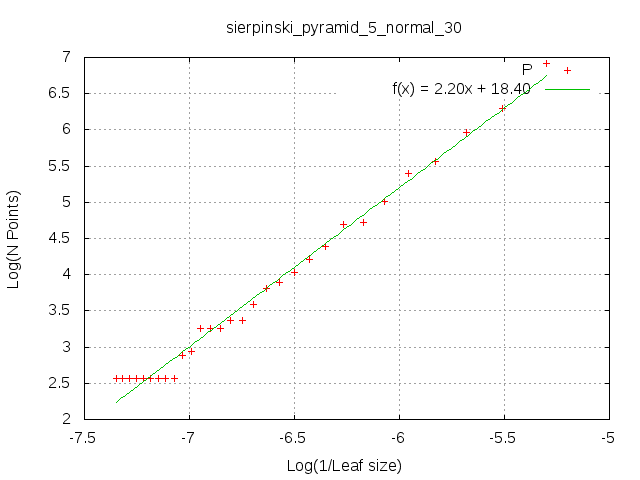 sierpinski_pyramid_5_normal_30
7
P
f(x) = 2.20x + 18.40
6.5
6
5.5
5
4.5
4
3.5
3
2.5
2
Log(N Points)
-7.5 -7 -6.5 -6 -5.5 -5
Log(1/Leaf size)